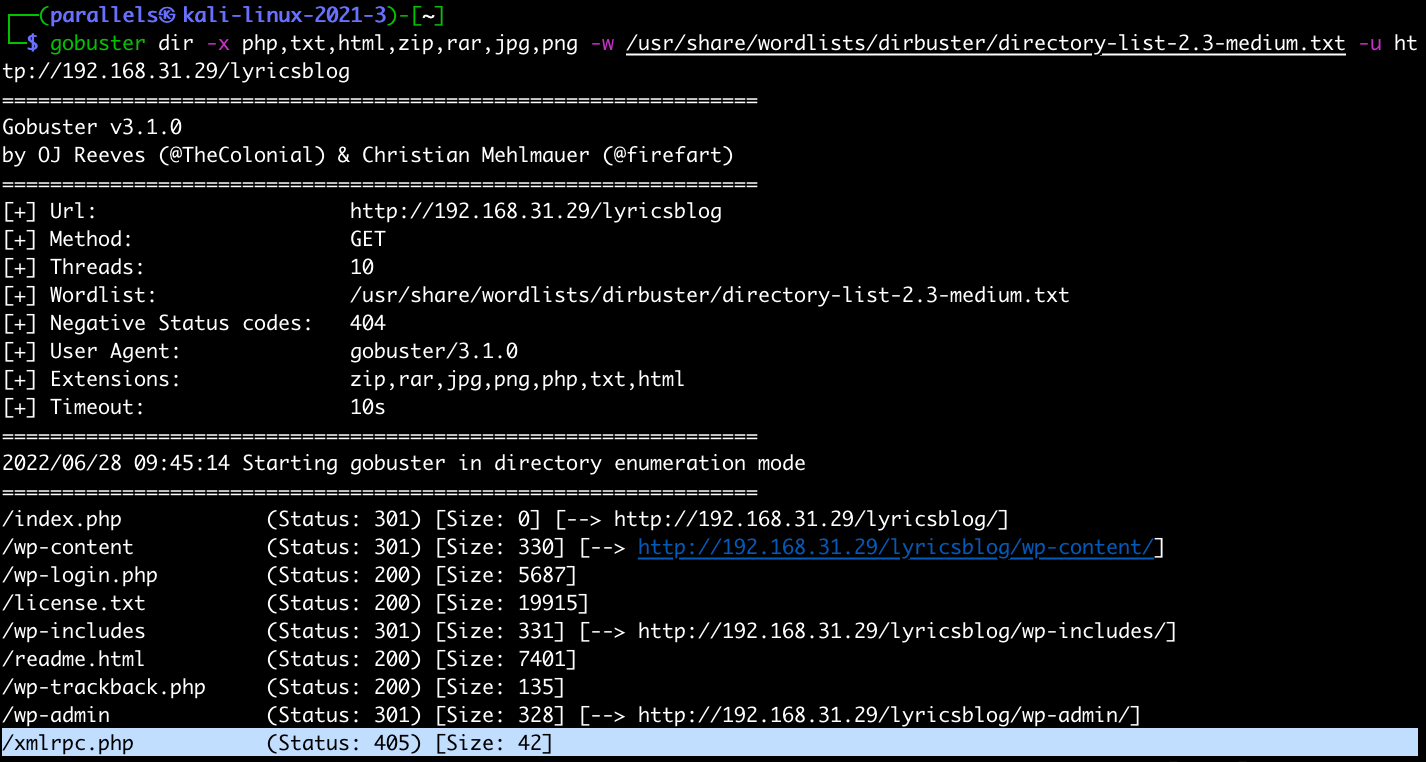 ┌──(parallels㉿kali-linux-2021-3)-[~]
└─$ gobuster dir -x php,txt,html,zip,rar,jpg,png -w /usr/share/wordlists/dirbuster/directory-list-2.3-medium.txt -u ht
tp://192.168.31.29/lyricsblog
===============================================================
Gobuster v3.1.0
by OJ Reeves (@TheColonial) & Christian Mehlmauer (@firefart)
===============================================================
[+] Url:                     http://192.168.31.29/lyricsblog
[+] Method:                  GET
[+] Threads:                 10
[+] Wordlist:                /usr/share/wordlists/dirbuster/directory-list-2.3-medium.txt
[+] Negative Status codes:   404
[+] User Agent:              gobuster/3.1.0
[+] Extensions:              zip,rar,jpg,png,php,txt,html
[+] Timeout:                 10s
===============================================================
2022/06/28 09:45:14 Starting gobuster in directory enumeration mode
===============================================================
/index.php            (Status: 301) [Size: 0] [--> http://192.168.31.29/lyricsblog/]
/wp-content           (Status: 301) [Size: 330] [--> http://192.168.31.29/lyricsblog/wp-content/]
/wp-login.php         (Status: 200) [Size: 5687]
/license.txt          (Status: 200) [Size: 19915]
/wp-includes          (Status: 301) [Size: 331] [--> http://192.168.31.29/lyricsblog/wp-includes/]
/readme.html          (Status: 200) [Size: 7401]
/wp-trackback.php     (Status: 200) [Size: 135]
/wp-admin             (Status: 301) [Size: 328] [--> http://192.168.31.29/lyricsblog/wp-admin/]
/xmlrpc.php           (Status: 405) [Size: 42]